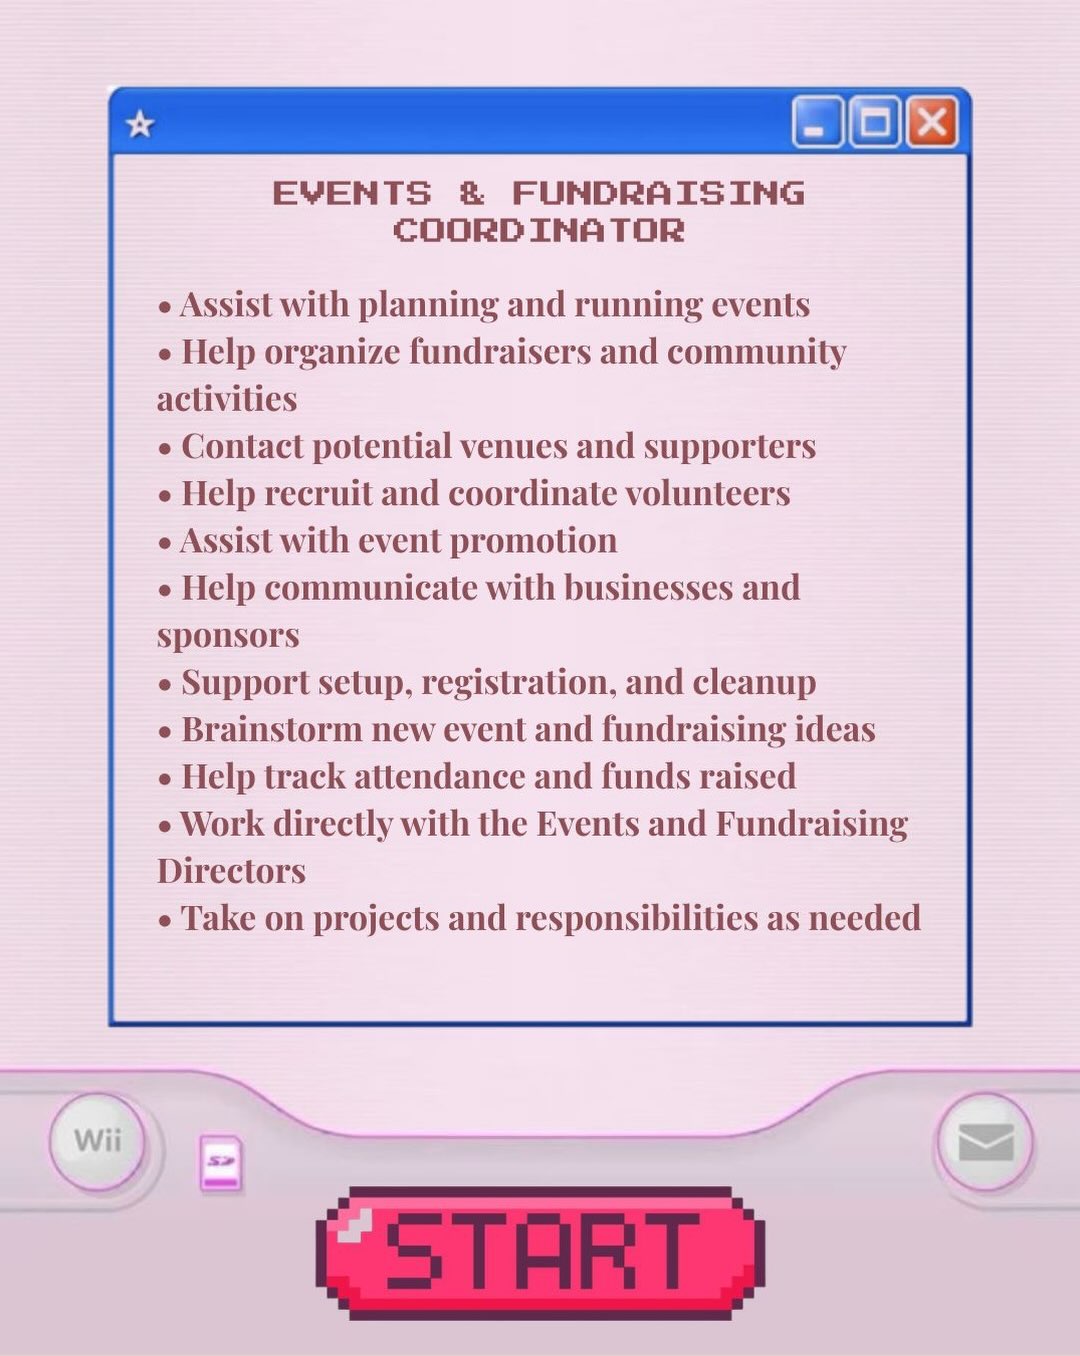 EVENTS & FUNDRAISING
COORDINATOR
• Assist with planning and running events
• Help organize fundraisers and community
activities
• Contact potential venues and supporters
• Help recruit and coordinate volunteers
• Assist with event promotion
• Help communicate with businesses and
sponsors
• Support setup, registration, and cleanup
• Brainstorm new event and fundraising ideas
• Help track attendance and funds raised
• Work directly with the Events and Fundraising
Directors
• Take on projects and responsibilities as needed
Wii
SD
START